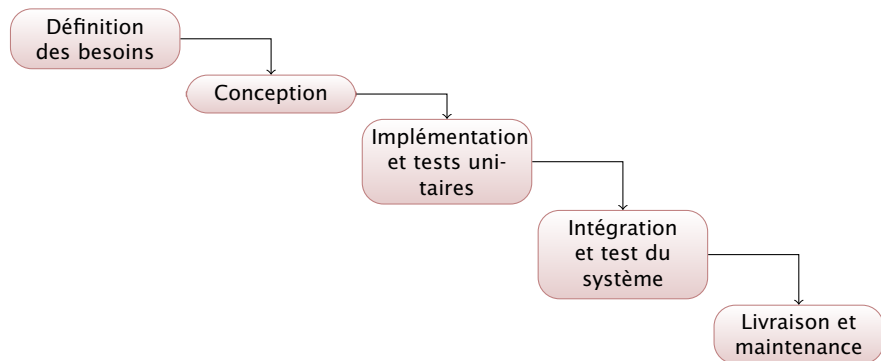 Définition
des besoins
Conception
Implémentation
et tests uni-
taires
Intégration
et test du
système
Livraison et
maintenance